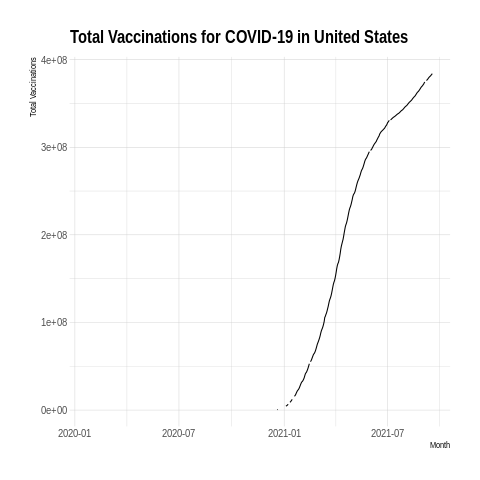 Total Vaccinations for COVID-19 in United States
Total Vaccinations
4e+08
3e+08
2e+08
1e+08
0e+00
2020-01 2020-07 2021-01 2021-07
Month